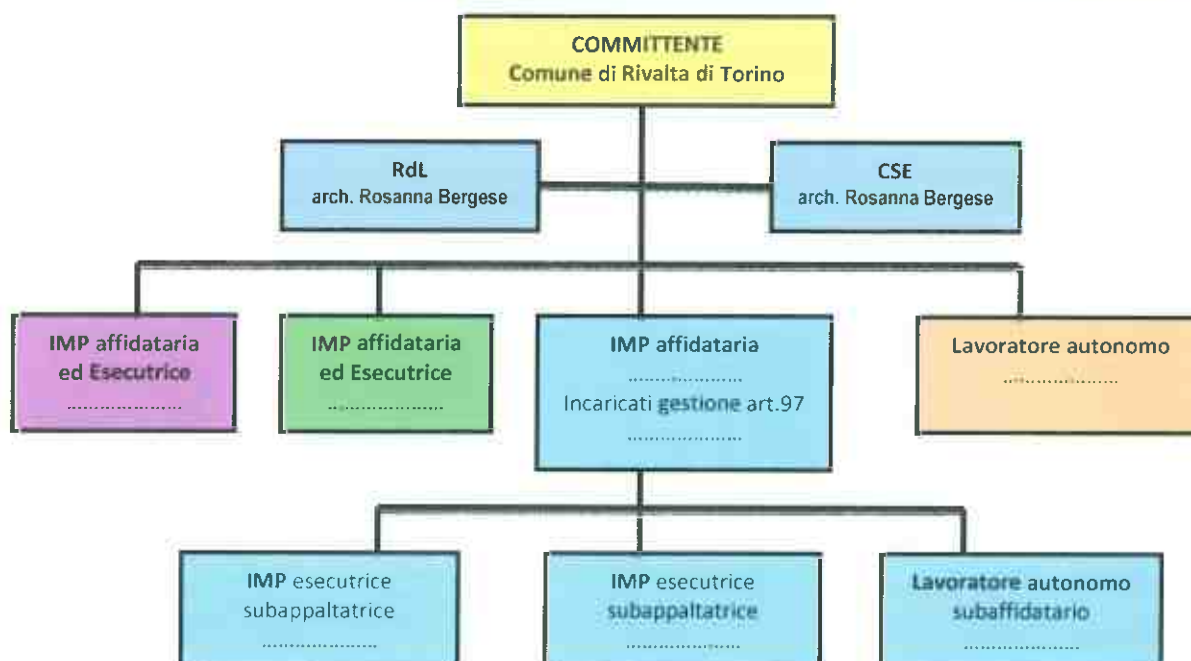 COMMITTENTE
Comune di Rivalta di Torino
RdL
arch. Rosanna Bergese
CSE
arch. Rosanna Bergese
IMP affidataria
ed Esecutrice
....................
IMP affidataria
ed Esecutrice
....................
IMP affidataria
....................
Incaricati gestione art.97
....................
Lavoratore autonomo
....................
IMP esecutrice
subappaltatrice
....................
IMP esecutrice
subappaltatrice
....................
Lavoratore autonomo
subaffidatario
....................